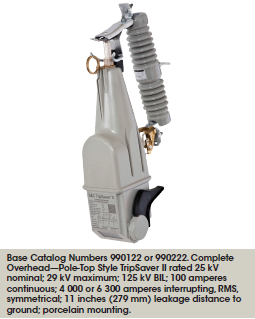 S&C TripSaver II
Base Catalog Numbers 990122 or 990222. Complete
Overhead—Pole-Top Style TripSaver II rated 25 kV
nominal; 29 kV maximum; 125 kV BIL; 100 amperes
continuous; 4 000 or 6 300 amperes interrupting, RMS,
symmetrical; 11 inches (279 mm) leakage distance to
ground; porcelain mounting.